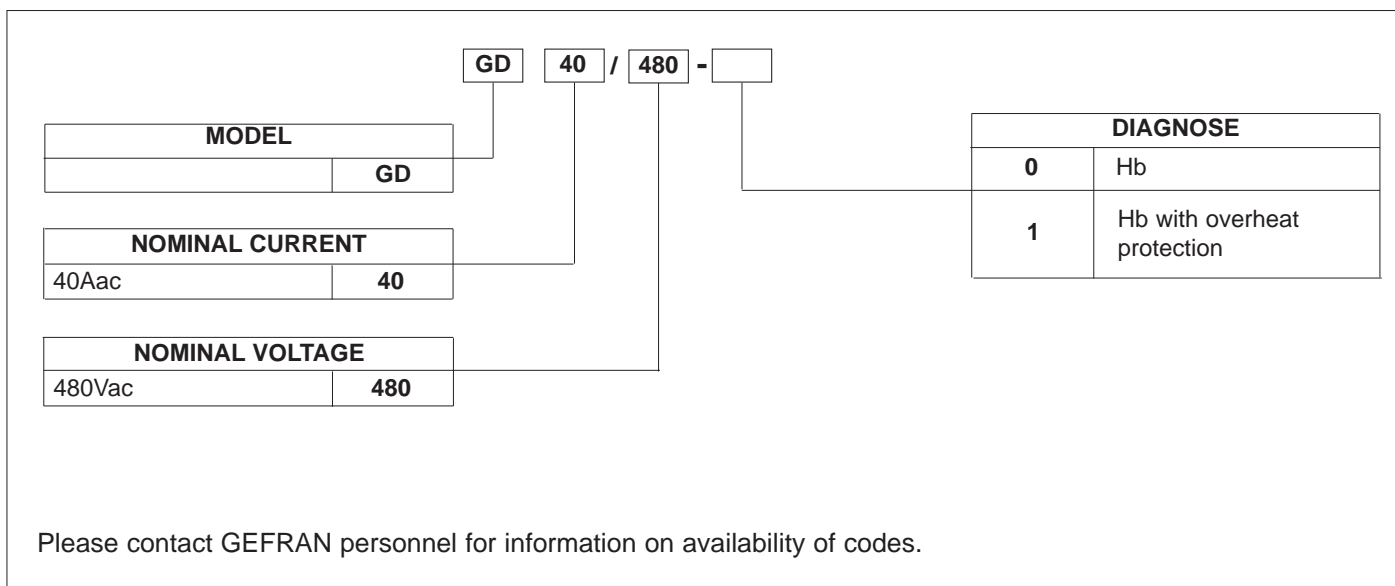 GD 40 / 480 -
MODEL
GD
NOMINAL CURRENT
40Aac 40
NOMINAL VOLTAGE
480Vac 480
DIAGNOSE
0 Hb
1 Hb with overheat
protection
Please contact GEFRAN personnel for information on availability of codes.